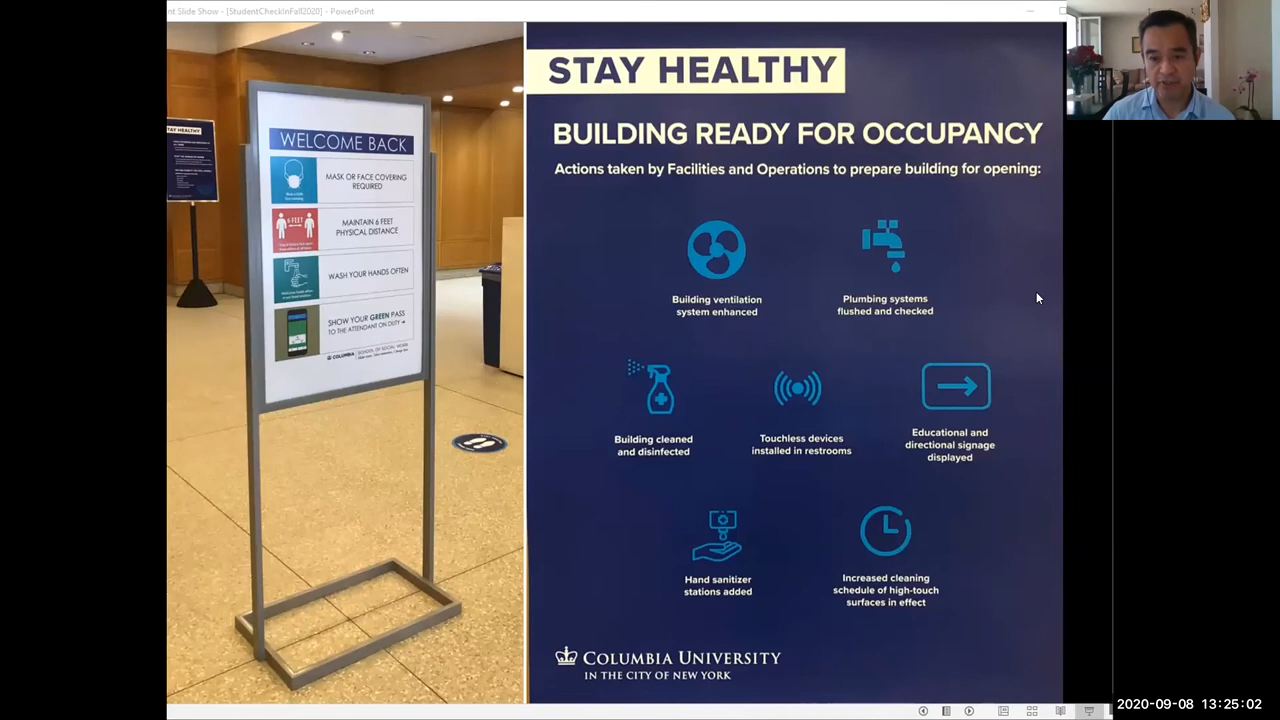 nt Slide Show - [StudentCheckInFall2020] - PowerPoint
STAY HEALTHY
WELCOME BACK
MASK OR FACE COVERING
REQUIRED
6 FEET
MAINTAIN 6 FEET
PHYSICAL DISTANCE
WASH YOUR HANDS OFTEN
SHOW YOUR GREEN PASS
TO THE ATTENDANT ON DUTY
COLUMBIA SCHOOL OF SOCIAL WORK
STAY HEALTHY
BUILDING READY FOR OCCUPANCY
Actions taken by Facilities and Operations to prepare building for opening.
Building ventilation
system enhanced
Plumbing systems
flushed and checked
Building cleaned
and disinfected
Touchless devices
installed in restrooms
Educational and
directional signage
displayed
Hand sanitizer
stations added
Increased cleaning
schedule of high-touch
surfaces in effect
COLUMBIA UNIVERSITY
IN THE CITY OF NEW YORK
2020-09-08 13:25:02